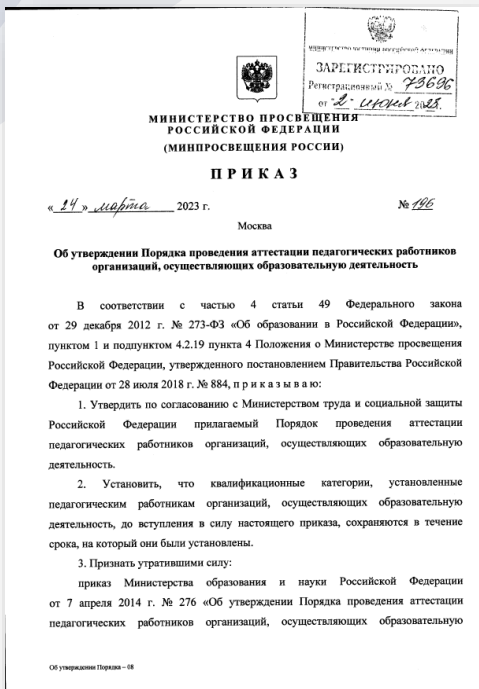 МИНИСТЕРСТВО ЮСТИЦИИ РОССИЙСКОЙ ФЕДЕРАЦИИ
ЗАРЕГИСТРИРОВАНО
Регистрационный № 73696
от "2" июня 2023.
МИНИСТЕРСТВО ПРОСВЕЩЕНИЯ
РОССИЙСКОЙ ФЕДЕРАЦИИ
(МИНПРОСВЕЩЕНИЯ РОССИИ)
ПРИКАЗ
«24» марта 2023 г. № 196
Москва
Об утверждении Порядка проведения аттестации педагогических работников
организаций, осуществляющих образовательную деятельность
В соответствии с частью 4 статьи 49 Федерального закона
от 29 декабря 2012 г. № 273-ФЗ «Об образовании в Российской Федерации»,
пунктом 1 и подпунктом 4.2.19 пункта 4 Положения о Министерстве просвещения
Российской Федерации, утвержденного постановлением Правительства Российской
Федерации от 28 июля 2018 г. № 884, приказываю:
1. Утвердить по согласованию с Министерством труда и социальной защиты
Российской Федерации прилагаемый Порядок проведения аттестации
педагогических работников организаций, осуществляющих образовательную
деятельность.
2. Установить, что квалификационные категории, установленные
педагогическим работникам организаций, осуществляющих образовательную
деятельность, до вступления в силу настоящего приказа, сохраняются в течение
срока, на который они были установлены.
3. Признать утратившими силу:
приказ Министерства образования и науки Российской Федерации
от 7 апреля 2014 г. № 276 «Об утверждении Порядка проведения аттестации
педагогических работников организаций, осуществляющих образовательную
Об утверждении Порядка – 08